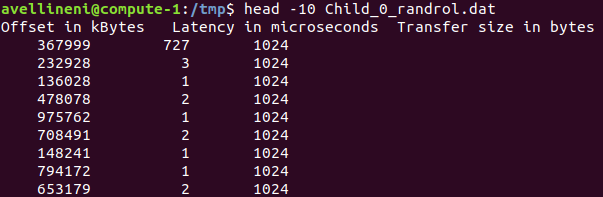 avellineni@compute-1:/tmp$ head -10 Child_0_randrol.dat
Offset in kBytes   Latency in microseconds  Transfer size in bytes
367999   727   1024
232928   3   1024
136028   1   1024
478078   2   1024
975762   1   1024
708491   2   1024
148241   1   1024
794172   1   1024
653179   2   1024